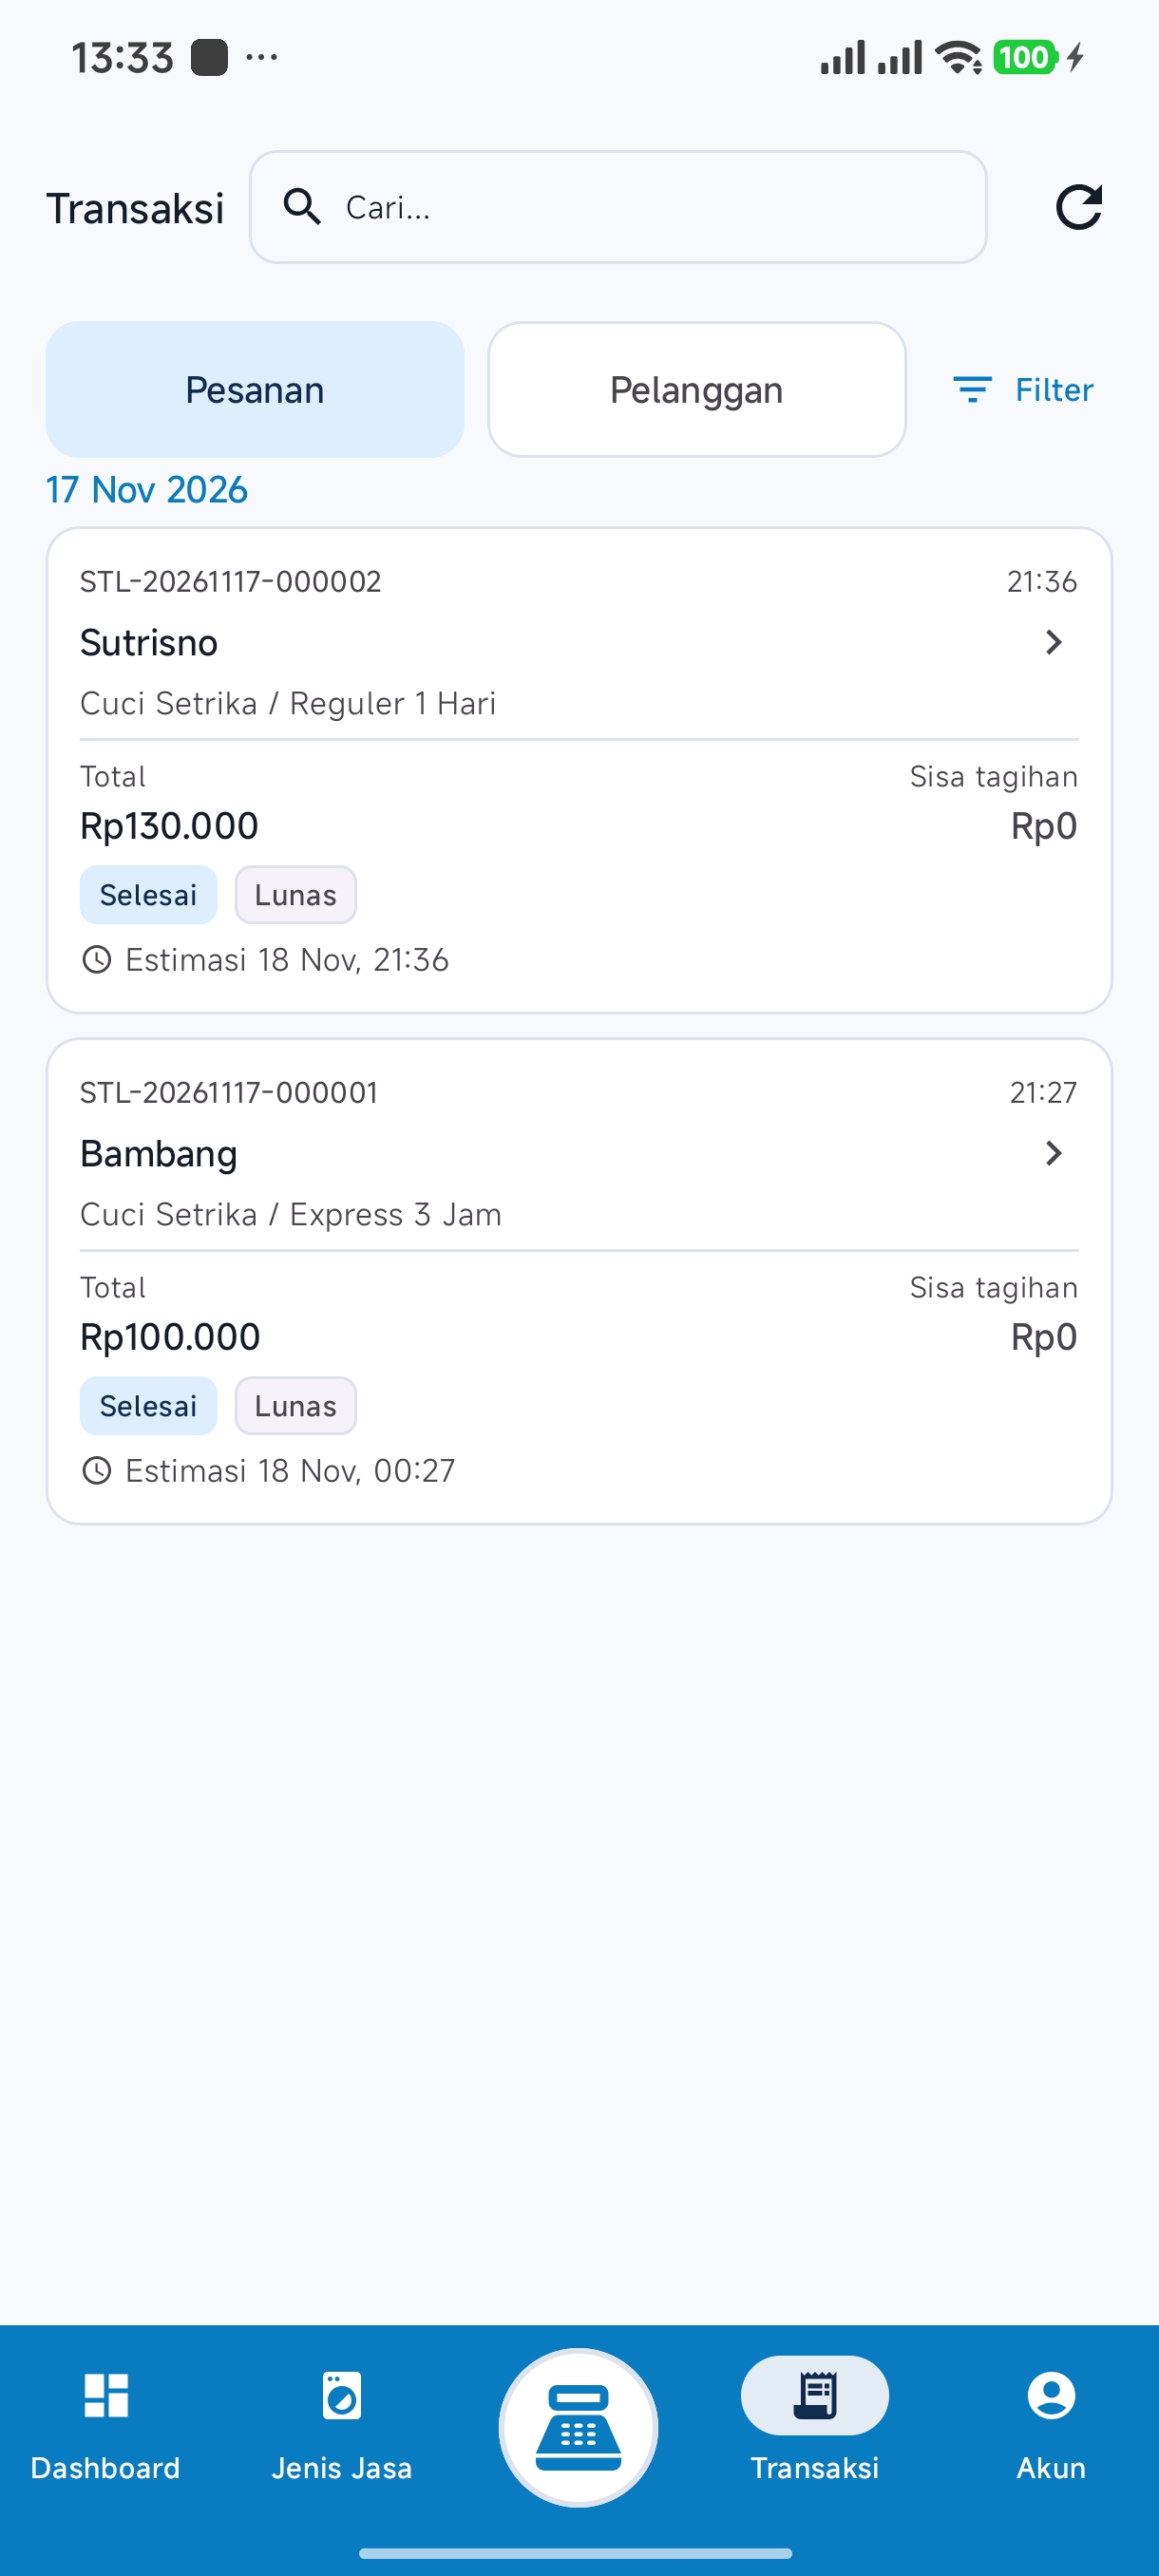 13:33 ... 100
Transaksi Cari...
Pesanan Pelanggan Filter
17 Nov 2026
STL-20261117-000002 21:36
Sutrisno
Cuci Setrika / Reguler 1 Hari
Total Sisa tagihan
Rp130.000 Rp0
Selesai Lunas
Estimasi 18 Nov, 21:36
STL-20261117-000001 21:27
Bambang
Cuci Setrika / Express 3 Jam
Total Sisa tagihan
Rp100.000 Rp0
Selesai Lunas
Estimasi 18 Nov, 00:27
Dashboard Jenis Jasa Transaksi Akun